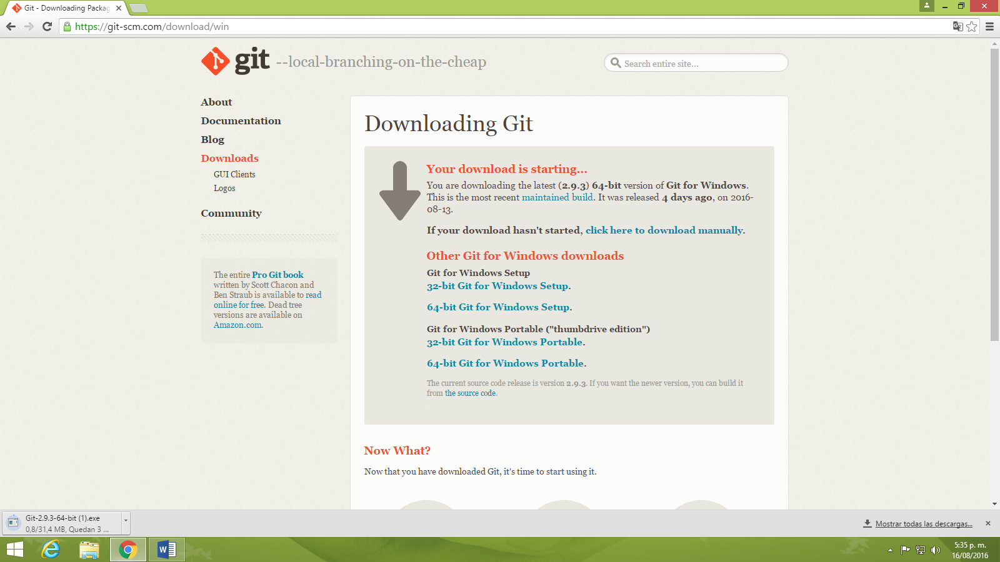 Git - Downloading Packag
https://git-scm.com/download/win
git --local-branching-on-the-cheap
Search entire site...
About
Documentation
Blog
Downloads
GUI Clients
Logos
Community
The entire Pro Git book
written by Scott Chacon and
Ben Straub is available to read
online for free. Dead tree
versions are available on
Amazon.com.
Downloading Git
Your download is starting...
You are downloading the latest (2.9.3) 64-bit version of Git for Windows.
This is the most recent maintained build. It was released 4 days ago, on 2016-
08-13.
If your download hasn't started, click here to download manually.
Other Git for Windows downloads
Git for Windows Setup
32-bit Git for Windows Setup.
64-bit Git for Windows Setup.
Git for Windows Portable ("thumbdrive edition")
32-bit Git for Windows Portable.
64-bit Git for Windows Portable.
The current source code release is version 2.9.3. If you want the newer version, you can build it
from the source code.
Now What?
Now that you have downloaded Git, it's time to start using it.
Git-2.9.3-64-bit (1).exe
0,8/31,4 MB, Quedan 3 ...
Mostrar todas las descargas...
5:35 p. m.
16/08/2016